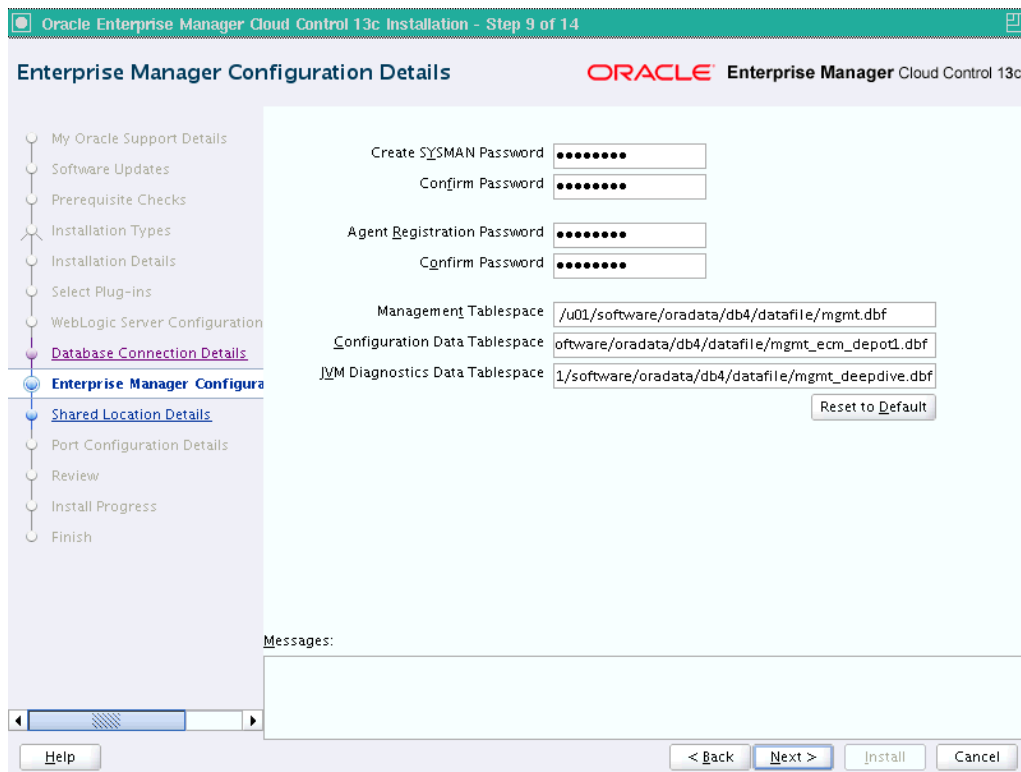 Oracle Enterprise Manager Cloud Control 13c Installation - Step 9 of 14
Enterprise Manager Configuration Details
ORACLE Enterprise Manager Cloud Control 13c
My Oracle Support Details
Software Updates
Prerequisite Checks
Installation Types
Installation Details
Select Plug-ins
WebLogic Server Configuration
Database Connection Details
Enterprise Manager Configura
Shared Location Details
Port Configuration Details
Review
Install Progress
Finish
Create SYSMAN Password ●●●●●●●●
Confirm Password ●●●●●●●●
Agent Registration Password ●●●●●●●●
Confirm Password ●●●●●●●●
Management Tablespace /u01/software/oradata/db4/datafile/mgmt.dbf
Configuration Data Tablespace oftware/oradata/db4/datafile/mgmt_ecm_depot1.dbf
JVM Diagnostics Data Tablespace 1/software/oradata/db4/datafile/mgmt_deepdive.dbf
Reset to Default
Messages:
Help
< Back
Next >
Install
Cancel